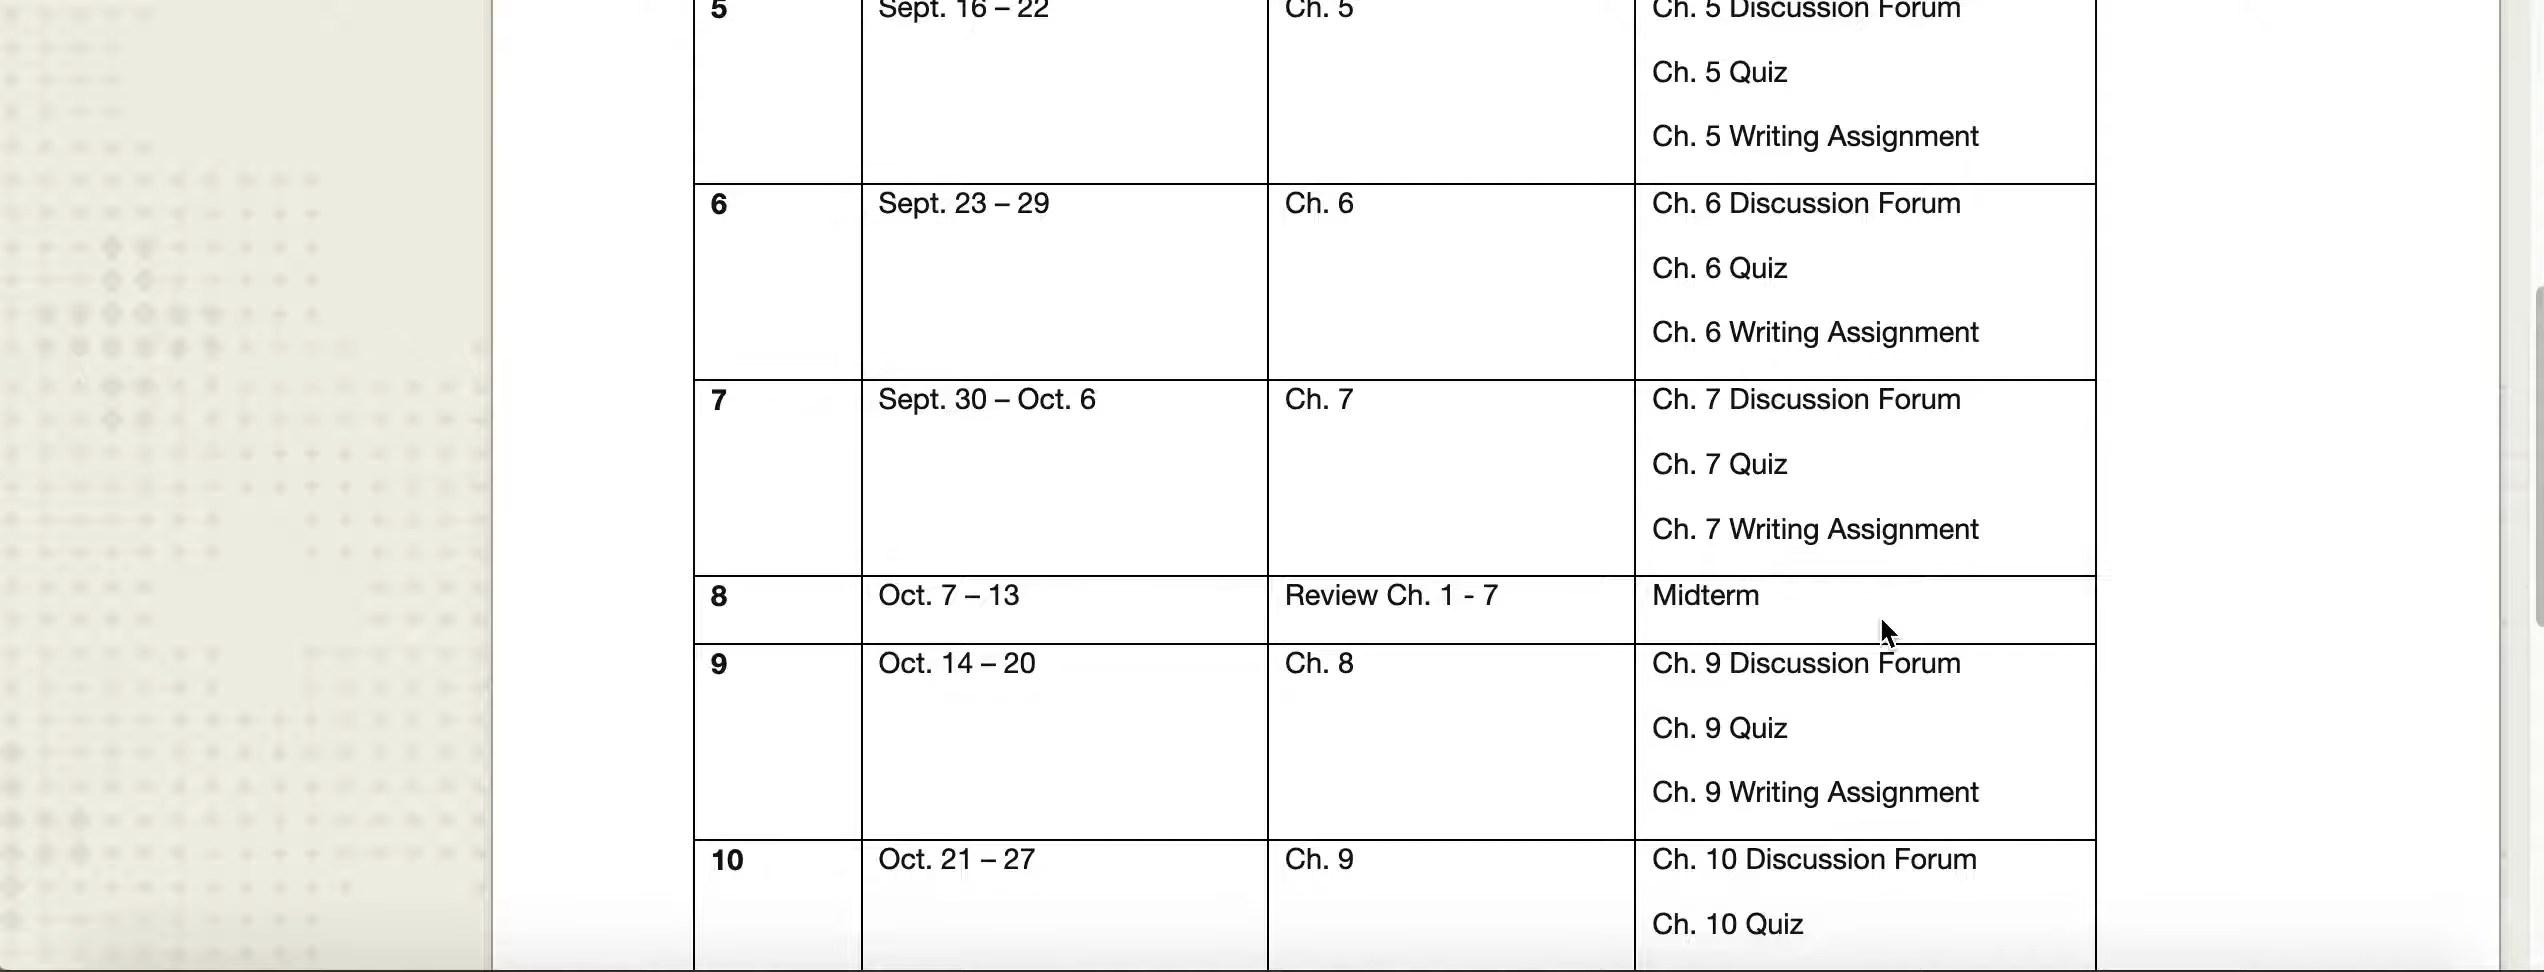 5 Sept. 16 – 22 Ch. 5 Ch. 5 Discussion Forum
Ch. 5 Quiz
Ch. 5 Writing Assignment
6 Sept. 23 – 29 Ch. 6 Ch. 6 Discussion Forum
Ch. 6 Quiz
Ch. 6 Writing Assignment
7 Sept. 30 – Oct. 6 Ch. 7 Ch. 7 Discussion Forum
Ch. 7 Quiz
Ch. 7 Writing Assignment
8 Oct. 7 – 13 Review Ch. 1 - 7 Midterm
9 Oct. 14 – 20 Ch. 8 Ch. 9 Discussion Forum
Ch. 9 Quiz
Ch. 9 Writing Assignment
10 Oct. 21 – 27 Ch. 9 Ch. 10 Discussion Forum
Ch. 10 Quiz